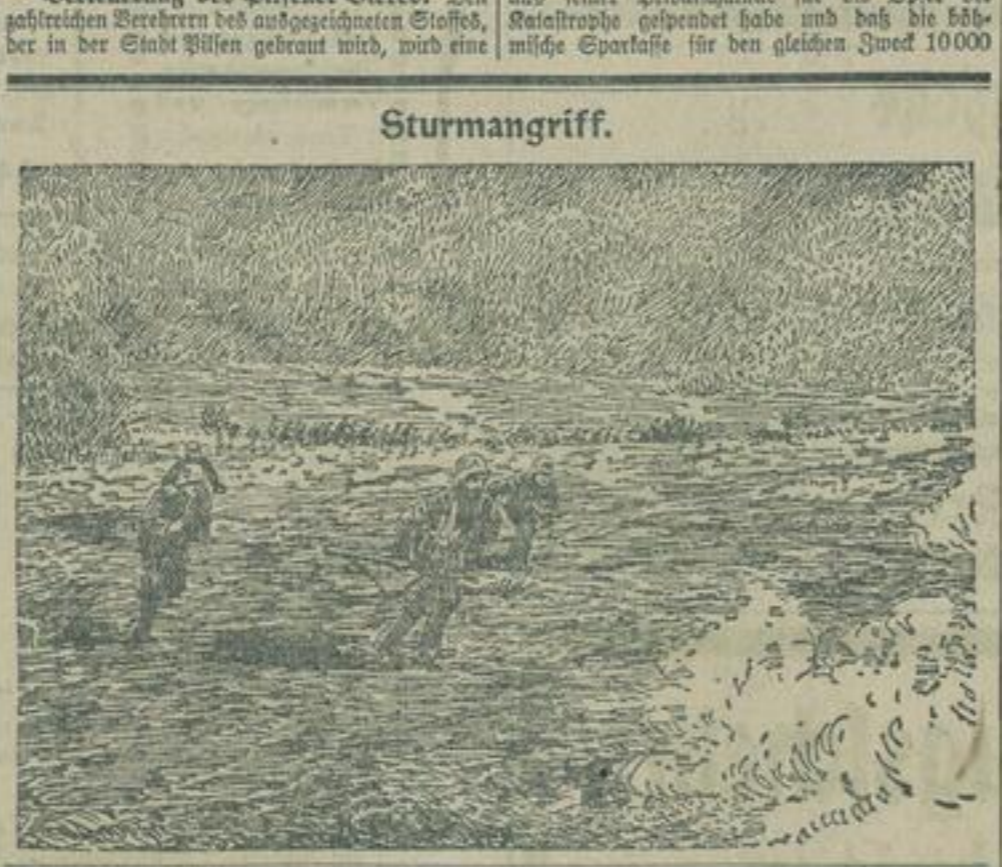 zahlreichen Verehrern des ausgezeichneten Stoffes,
der in der Stadt Pilsen gebraut wird, wird eine
Katastrophe gespendet habe und daß die böh-
mische Sparkasse für den gleichen Zweck 10000
Sturmangriff.